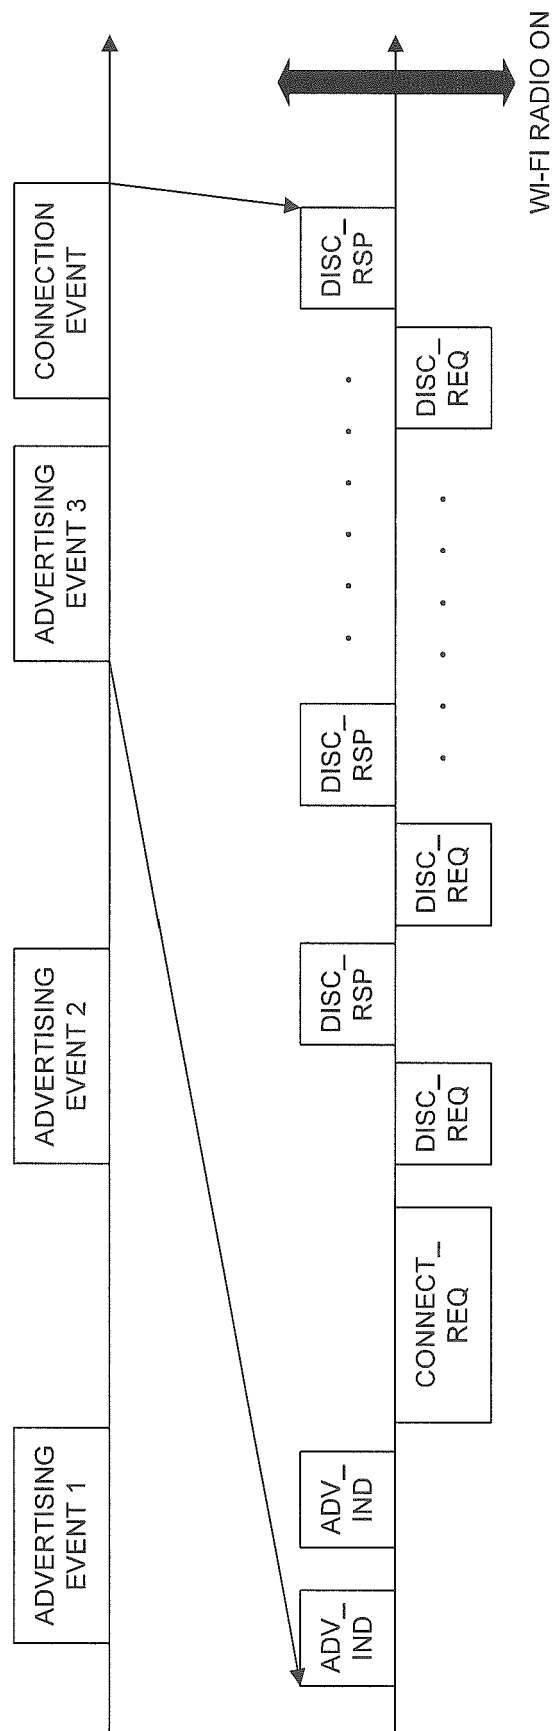 ADVERTISING
EVENT 1
ADVERTISING
EVENT 2
ADVERTISING
EVENT 3
CONNECTION
EVENT
ADV_
IND
ADV_
IND
CONNECT_
REQ
DISC_
REQ
DISC_
RSP
DISC_
REQ
DISC_
RSP
DISC_
REQ
DISC_
RSP
WI-FI RADIO ON